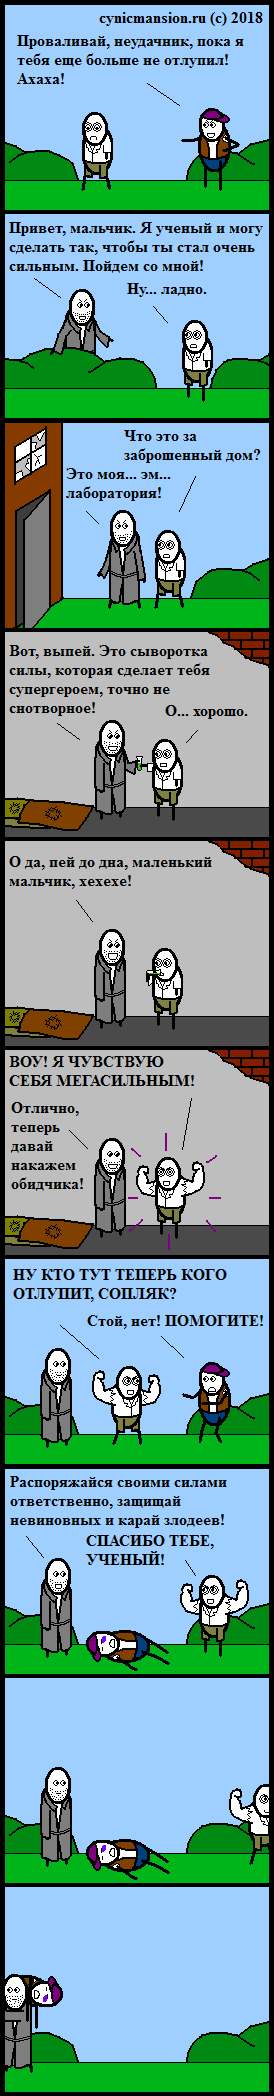 cynicmansion.ru (c) 2018
Проваливай, неудачник, пока я
тебя еще больше не отлупил!
Ахаха!
Привет, мальчик. Я ученый и могу
сделать так, чтобы ты стал очень
сильным. Пойдем со мной!
Ну... ладно.
Что это за
заброшенный дом?
Это моя... эм...
лаборатория!
Вот, выпей. Это сыворотка
силы, которая сделает тебя
супергероем, точно не
снотворное!
О... хорошо.
О да, пей до дна, маленький
мальчик, хехехе!
ВОУ! Я ЧУВСТВУЮ
СЕБЯ МЕГАСИЛЬНЫМ!
Отлично,
теперь
давай
накажем
обидчика!
НУ КТО ТУТ ТЕПЕРЬ КОГО
ОТЛУПИТ, СОПЛЯК?
Стой, нет! ПОМОГИТЕ!
Распоряжайся своими силами
ответственно, защищай
невиновных и карай злодеев!
СПАСИБО ТЕБЕ,
УЧЕНЫЙ!